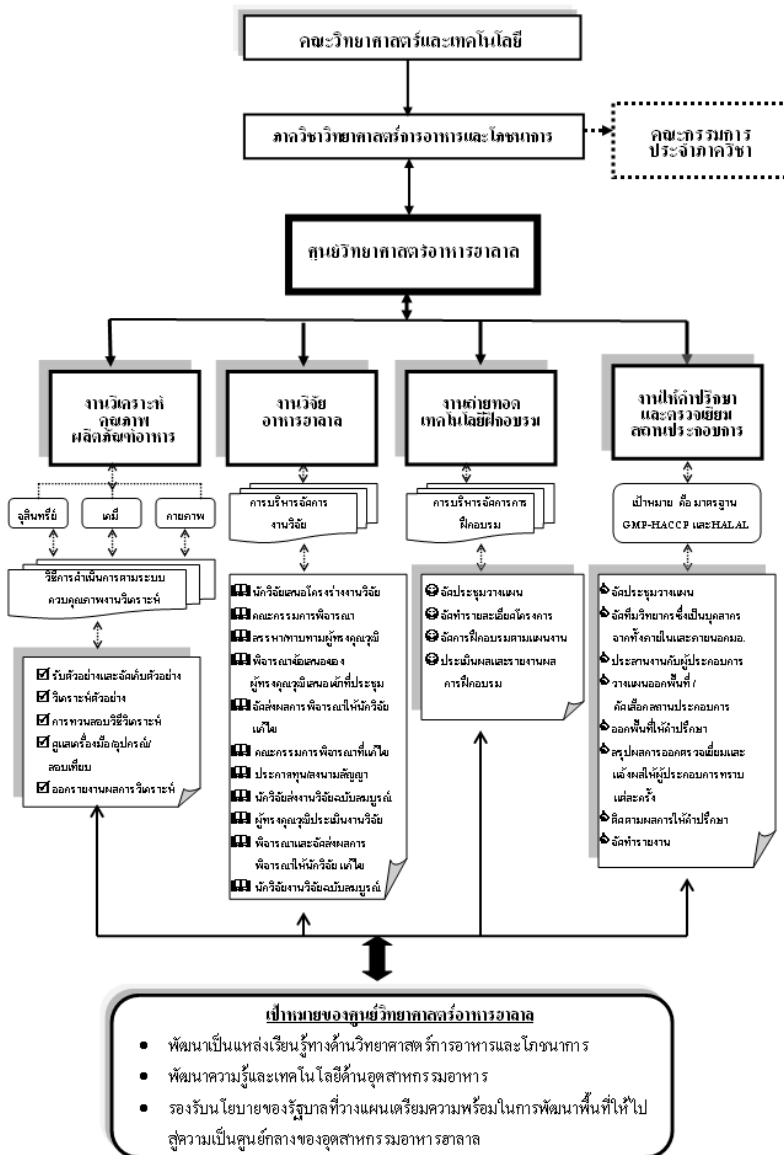 คณะวิทยาศาสตร์และเทคโนโลยี
ภาควิชาวิทยาศาสตร์การอาหารและโภชนาการ
คณะกรรมการ
ประจำภาควิชา
ศูนย์วิทยาศาสตร์อาหารฮาลาล
งานวิเคราะห์
คุณภาพ
ผลิตภัณฑ์อาหาร
งานวิจัย
อาหารฮาลาล
งานถ่ายทอด
เทคโนโลยีฝึกอบรม
งานให้คำปรึกษา
และตรวจเยี่ยม
สถานประกอบการ
จุลินทรีย์
เคมี
กายภาพ
วิธีการดำเนินการตามระบบ
ควบคุณภาพงานวิเคราะห์
รับตัวอย่างและจัดเก็บตัวอย่าง
วิเคราะห์ตัวอย่าง
การทวนสอบวิธีวิเคราะห์
ดูแลเครื่องมือ/อุปกรณ์/
สอบเทียบ
ออกรายงานผลการวิเคราะห์
การบริหารจัดการ
งานวิจัย
นักวิจัยเสนอโครงร่างงานวิจัย
คณะกรรมการพิจารณา
สรรหา/ทาบทามผู้ทรงคุณวุฒิ
พิจารณาข้อเสนอของ
ผู้ทรงคุณวุฒิเสนอเข้าที่ประชุม
จัดส่งผลการพิจารณาให้นักวิจัย
แก้ไข
คณะกรรมการพิจารณาที่แก้ไข
ประกาศทุน/ลงนามสัญญา
นักวิจัยส่งงานวิจัยฉบับสมบูรณ์
ผู้ทรงคุณวุฒิประเมินงานวิจัย
พิจารณาและจัดส่งผลการ
พิจารณาให้นักวิจัย แก้ไข
นักวิจัยงานวิจัยฉบับสมบูรณ์
การบริหารจัดการการ
ฝึกอบรม
จัดประชุมวางแผน
จัดทำรายละเอียดโครงการ
จัดการฝึกอบรมตามแผนงาน
ประเมินผลและรายงานผล
การฝึกอบรม
เป้าหมาย คือ มาตรฐาน
GMP-HACCP และHALAL
จัดประชุมวางแผน
จัดทีมวิทยากรซึ่งเป็นบุคลากร
จากทั้งภายในและภายนอกมอ.
ประสานงานกับผู้ประกอบการ
วางแผนออกพื้นที่ /
คัดเลือกสถานประกอบการ
ออกพื้นที่ให้คำปรึกษา
สรุปผลการออกตรวจเยี่ยมและ
แจ้งผลให้ผู้ประกอบการทราบ
แต่ละครั้ง
ติดตามผลการให้คำปรึกษา
จัดทำรายงาน
เป้าหมายของศูนย์วิทยาศาสตร์อาหารฮาลาล
• พัฒนาเป็นแหล่งเรียนรู้ทางด้านวิทยาศาสตร์การอาหารและโภชนาการ
• พัฒนาความรู้และเทคโนโลยีด้านอุตสาหกรรมอาหาร
• รองรับนโยบายของรัฐบาลที่วางแผนเตรียมความพร้อมในการพัฒนาพื้นที่ให้ไป
สู่ความเป็นศูนย์กลางของอุตสาหกรรมอาหารฮาลาล